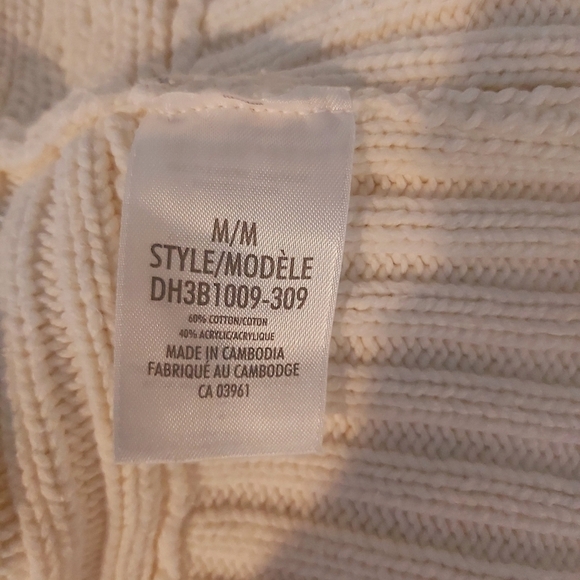 M/M
STYLE/MODÈLE
DH3B1009-309
60% COTTON/COTON
40% ACRYLIC/ACRYLIQUE
MADE IN CAMBODIA
FABRIQUÉ AU CAMBODGE
CA 03961